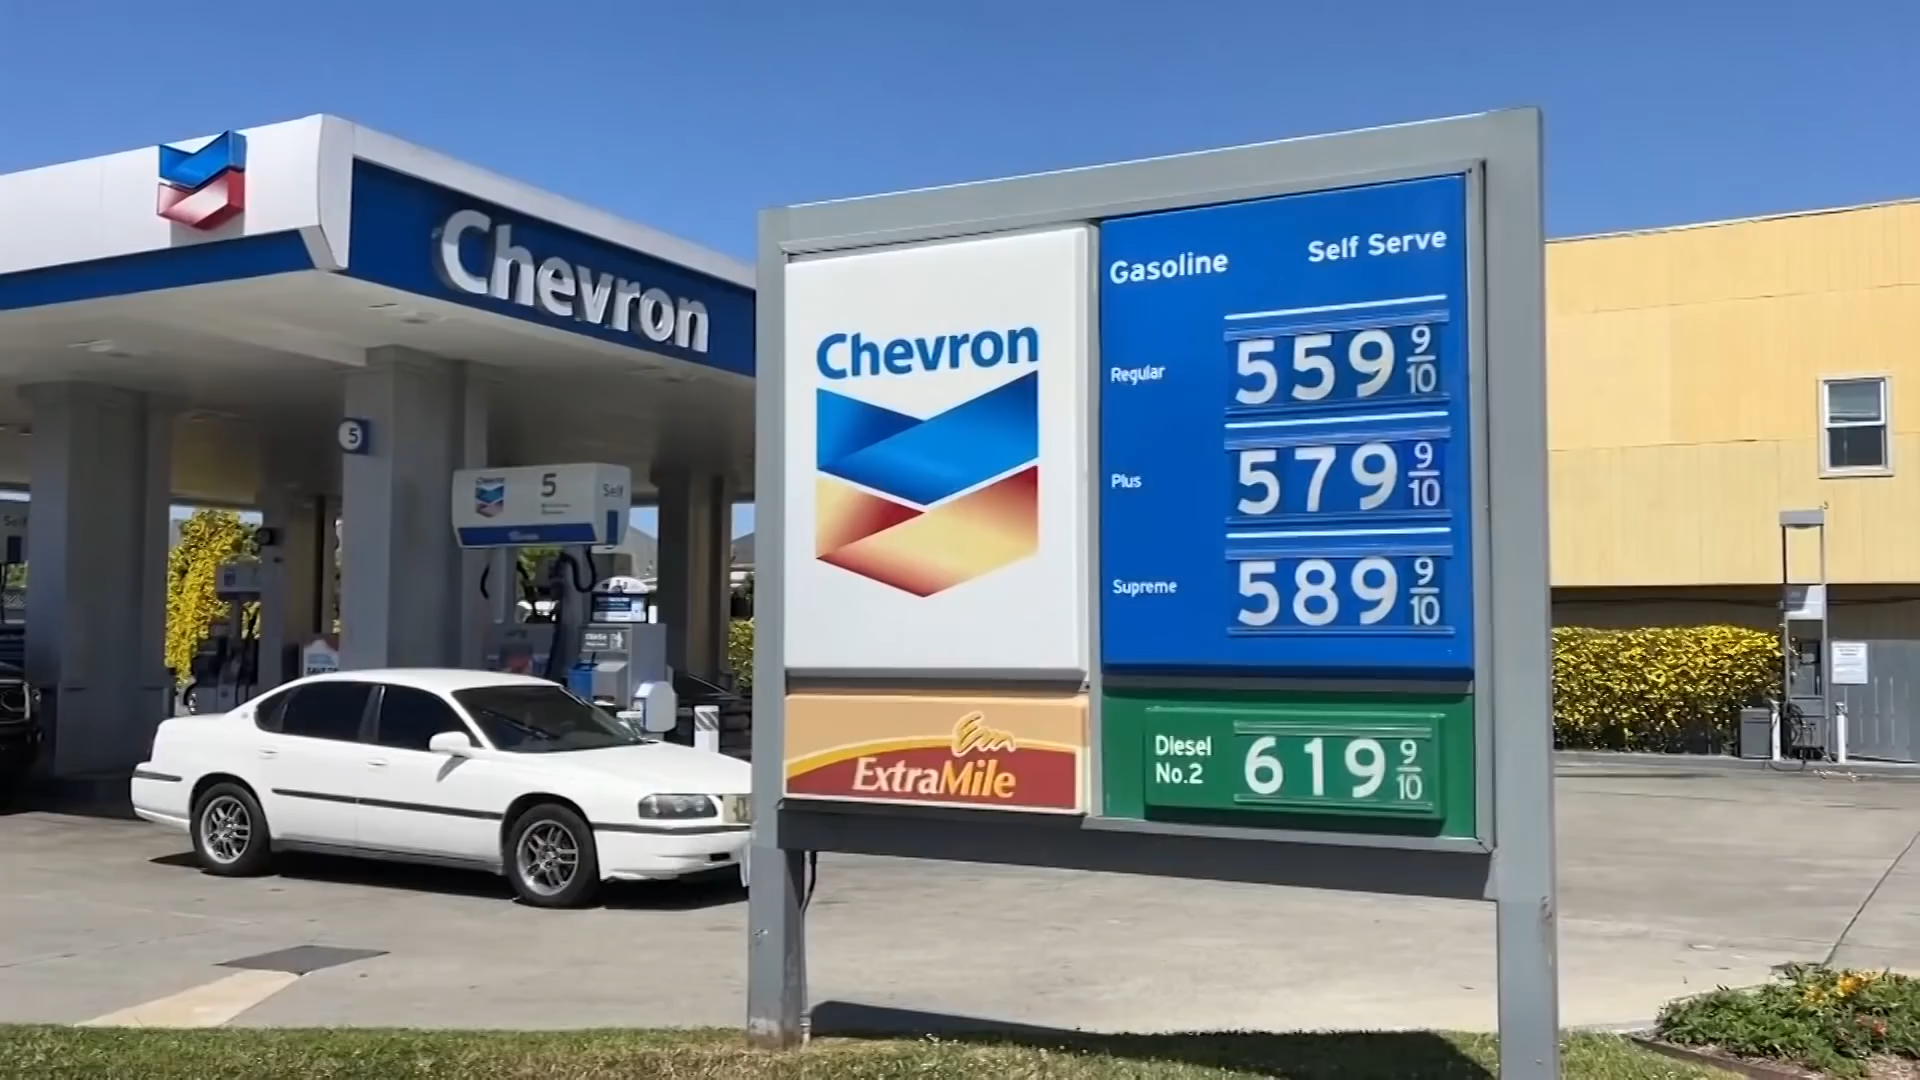 Chevron
5
Chevron
5
Self
Chevron
ExtraMile
Gasoline
Self Serve
Regular
559 9/10
Plus
579 9/10
Supreme
589 9/10
Diesel
No.2
619 9/10